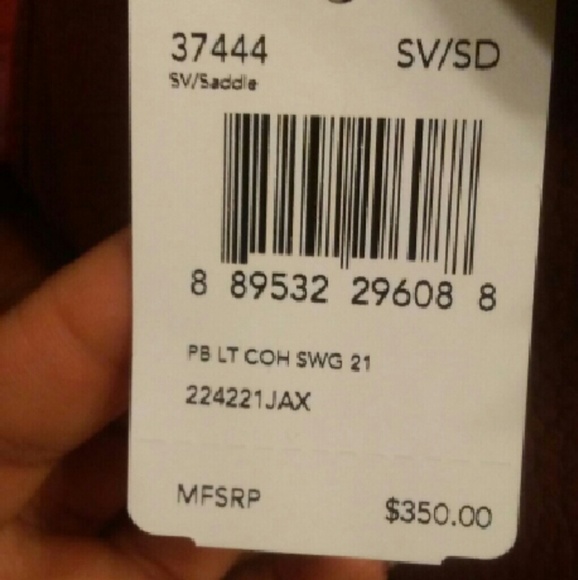 37444 SV/SD
SV/Saddle
8 89532 29608 8
PB LT COH SWG 21
224221JAX
MFSRP $350.00